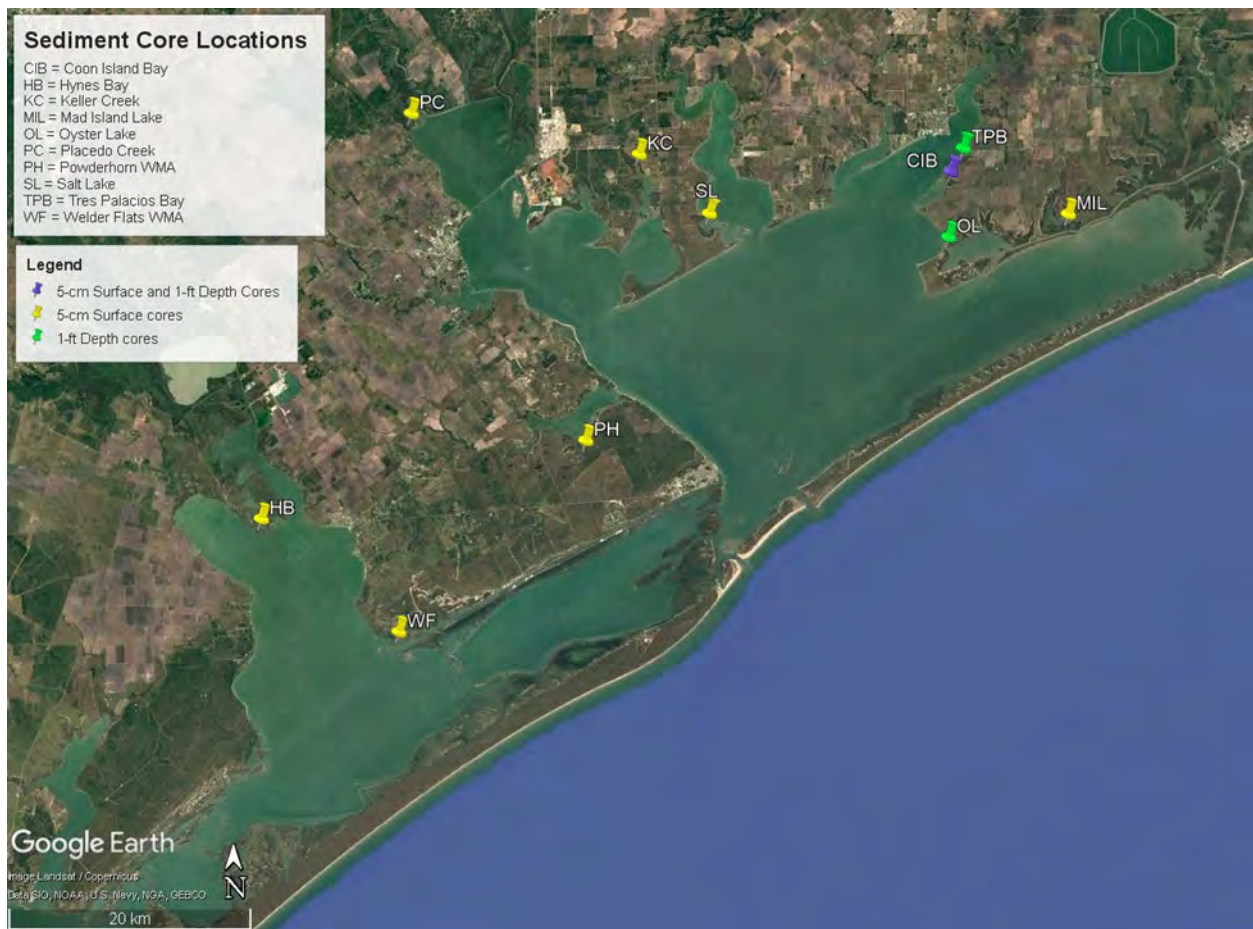 Sediment Core Locations
CIB = Coon Island Bay
HB = Hynes Bay
KC = Keller Creek
MIL = Mad Island Lake
OL = Oyster Lake
PC = Placedo Creek
PH = Powderhorn WMA
SL = Salt Lake
TPB = Tres Palacios Bay
WF = Welder Flats WMA
Legend
5-cm Surface and 1-ft Depth Cores
5-cm Surface cores
1-ft Depth cores
PC
KC
TPB
CIB
SL
MIL
OL
PH
HB
WF
Google Earth
Image Landsat / Copernicus
Data SIO, NOAA, U.S. Navy, NGA, GEBCO
N
20 km